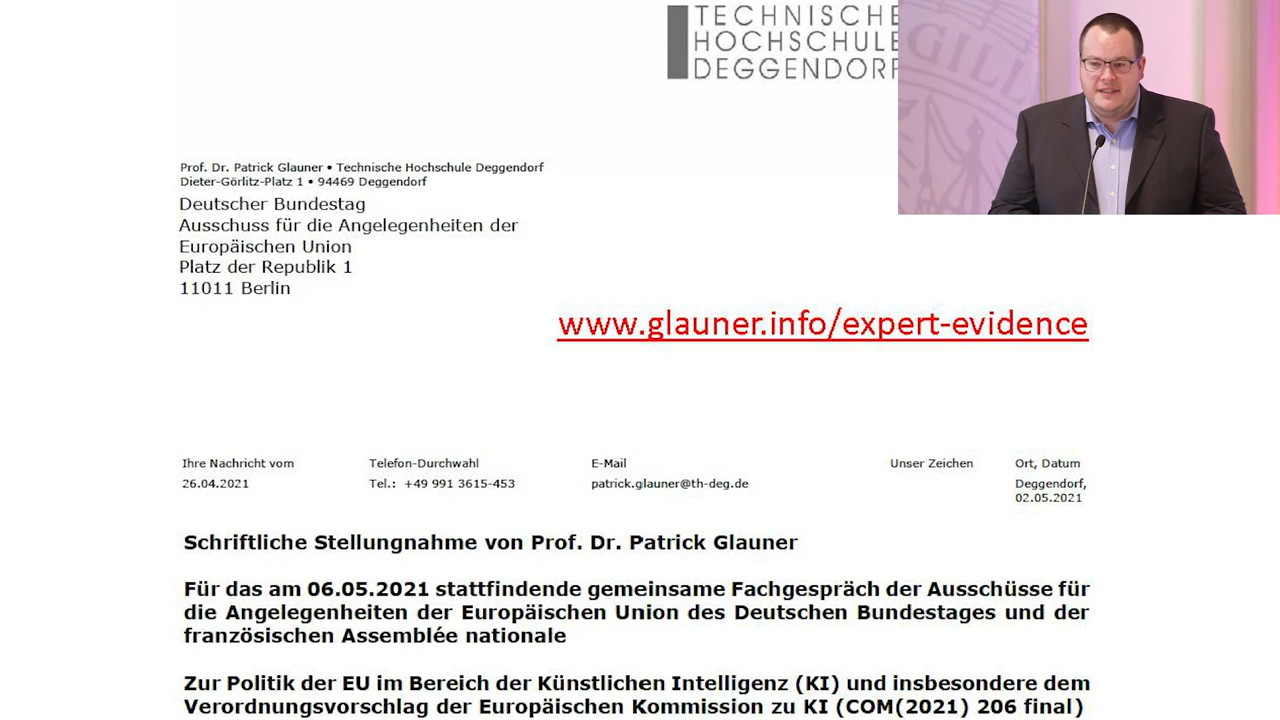 TECHNISCHE
HOCHSCHULE
DEGGENDORF
Prof. Dr. Patrick Glauner • Technische Hochschule Deggendorf
Dieter-Görlitz-Platz 1 • 94469 Deggendorf
Deutscher Bundestag
Ausschuss für die Angelegenheiten der
Europäischen Union
Platz der Republik 1
11011 Berlin
www.glauner.info/expert-evidence
Ihre Nachricht vom Telefon-Durchwahl E-Mail Unser Zeichen Ort, Datum
26.04.2021 Tel.: +49 991 3615-453 patrick.glauner@th-deg.de Deggendorf,
02.05.2021
Schriftliche Stellungnahme von Prof. Dr. Patrick Glauner
Für das am 06.05.2021 stattfindende gemeinsame Fachgespräch der Ausschüsse für
die Angelegenheiten der Europäischen Union des Deutschen Bundestages und der
französischen Assemblée nationale
Zur Politik der EU im Bereich der Künstlichen Intelligenz (KI) und insbesondere dem
Verordnungsvorschlag der Europäischen Kommission zu KI (COM(2021) 206 final)